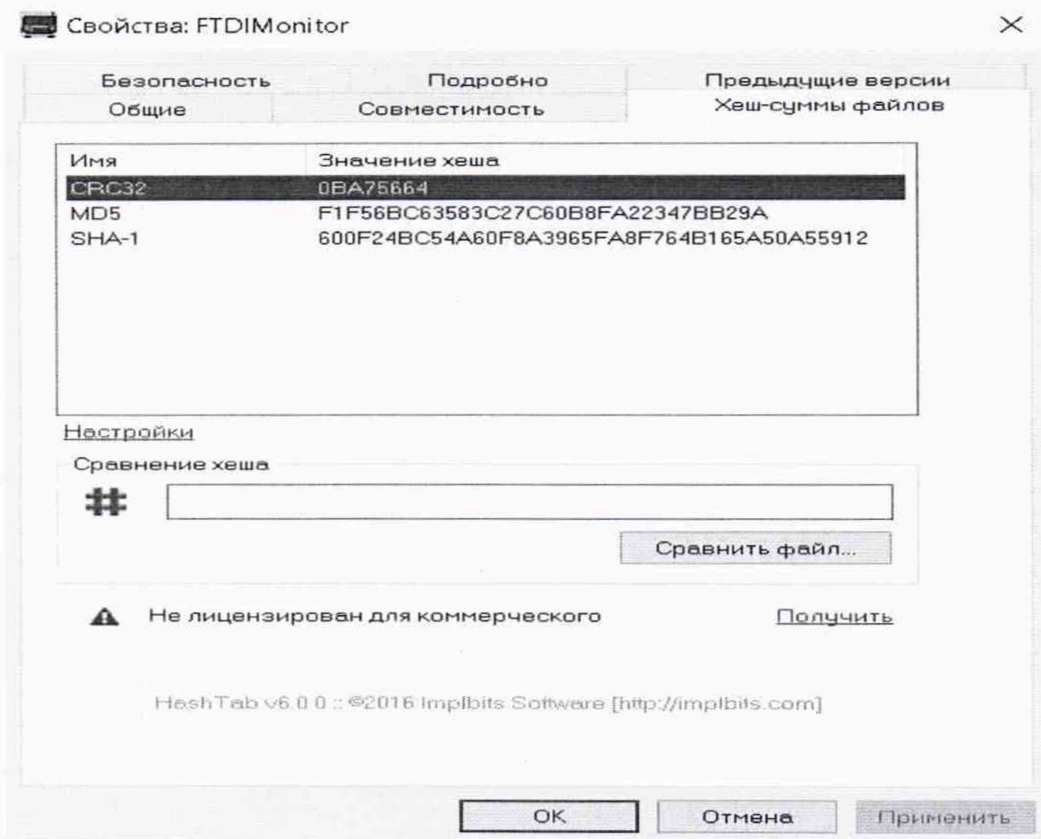 Свойства: FTDIMonitor
Безопасность Подробно Предыдущие версии
Общие Совместимость Хеш-суммы файлов
Имя Значение хеша
CRC32 0BA75664
MD5 F1F56BC63583C27C60B8FA22347BB29A
SHA-1 600F24BC54A60F8A3965FA8F764B165A50A55912
Настройки
Сравнение хеша
Сравнить файл...
Не лицензирован для коммерческого Получить
HashTab v6.0.0 :: ©2016 Implbits Software [http://implbits.com]
ОК Отмена Применить